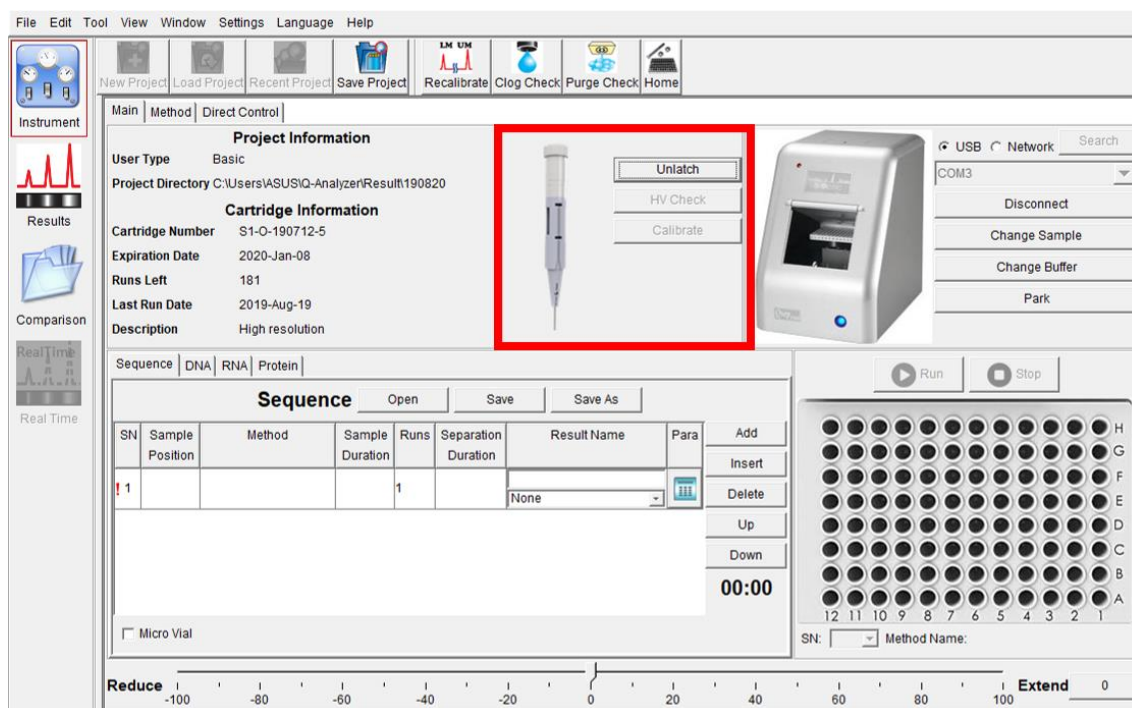 File Edit Tool View Window Settings Language Help
LM UM
New Project Load Project Recent Project Save Project Recalibrate Clog Check Purge Check Home
Instrument
Results
Comparison
RealTime
Real Time
Main Method Direct Control
Project Information
User Type Basic
Project Directory C:\Users\ASUS\Q-Analyzer\Result\190820
Cartridge Information
Cartridge Number S1-O-190712-5
Expiration Date 2020-Jan-08
Runs Left 181
Last Run Date 2019-Aug-19
Description High resolution
Unlatch
HV Check
Calibrate
USB Network Search
COM3
Disconnect
Change Sample
Change Buffer
Park
Sequence DNA RNA Protein
Sequence Open Save Save As
SN Sample Position Method Sample Duration Runs Separation Duration Result Name Para
! 1 1 None
Add
Insert
Delete
Up
Down
00:00
Micro Vial
Run Stop
H
G
F
E
D
C
B
A
12 11 10 9 8 7 6 5 4 3 2 1
SN: Method Name:
Reduce Extend 0
-100 -80 -60 -40 -20 0 20 40 60 80 100